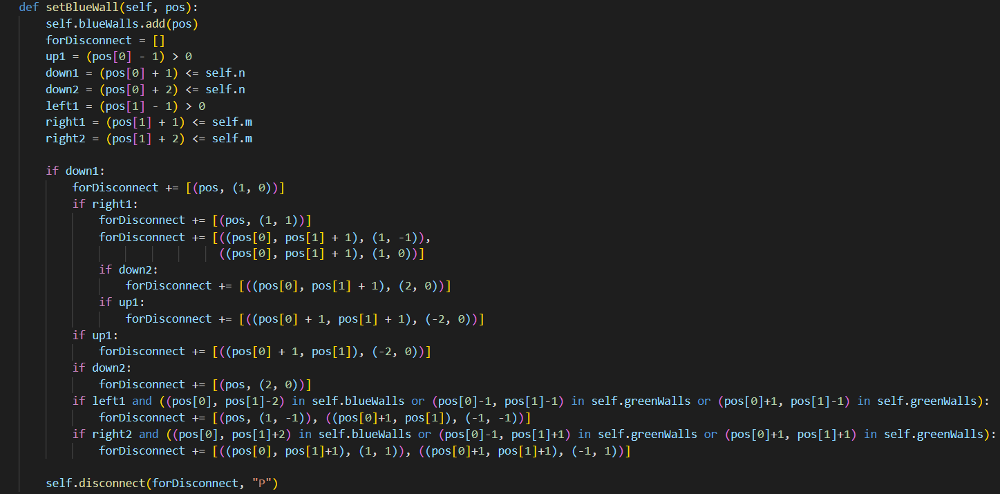 def setBlueWall(self, pos):
    self.blueWalls.add(pos)
    forDisconnect = []
    up1 = (pos[0] - 1) > 0
    down1 = (pos[0] + 1) <= self.n
    down2 = (pos[0] + 2) <= self.n
    left1 = (pos[1] - 1) > 0
    right1 = (pos[1] + 1) <= self.m
    right2 = (pos[1] + 2) <= self.m

    if down1:
        forDisconnect += [(pos, (1, 0))]
        if right1:
            forDisconnect += [(pos, (1, 1))]
            forDisconnect += [((pos[0], pos[1] + 1), (1, -1)),
                              ((pos[0], pos[1] + 1), (1, 0))]
            if down2:
                forDisconnect += [((pos[0], pos[1] + 1), (2, 0))]
            if up1:
                forDisconnect += [((pos[0] + 1, pos[1] + 1), (-2, 0))]
        if up1:
            forDisconnect += [((pos[0] + 1, pos[1]), (-2, 0))]
        if down2:
            forDisconnect += [(pos, (2, 0))]
        if left1 and ((pos[0], pos[1]-2) in self.blueWalls or (pos[0]-1, pos[1]-1) in self.greenWalls or (pos[0]+1, pos[1]-1) in self.greenWalls):
            forDisconnect += [(pos, (1, -1)), ((pos[0]+1, pos[1]), (-1, -1))]
        if right2 and ((pos[0], pos[1]+2) in self.blueWalls or (pos[0]-1, pos[1]+1) in self.greenWalls or (pos[0]+1, pos[1]+1) in self.greenWalls):
            forDisconnect += [((pos[0], pos[1]+1), (1, 1)), ((pos[0]+1, pos[1]+1), (-1, 1))]

    self.disconnect(forDisconnect, "P")